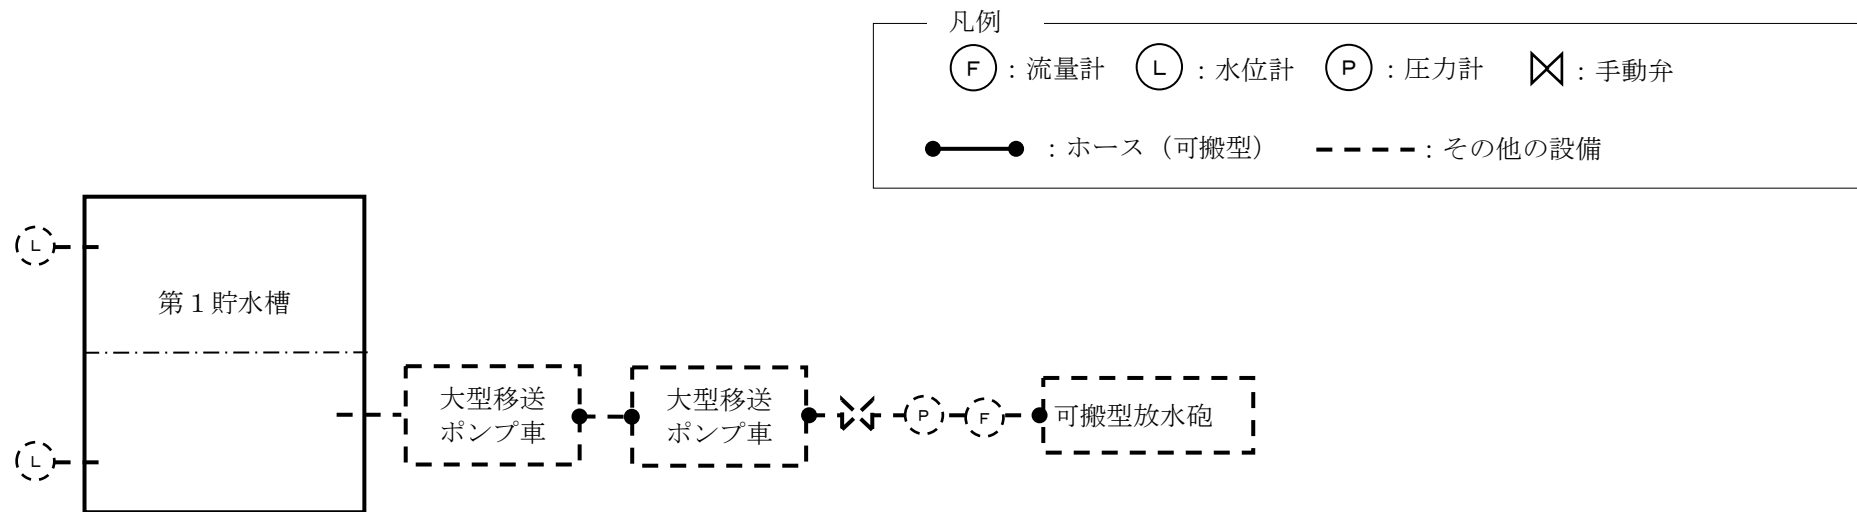 凡例
F：流量計 L：水位計 P：圧力計 ：手動弁
：ホース（可搬型） ：その他の設備
L
第１貯水槽
大型移送
ポンプ車
大型移送
ポンプ車
P
F
可搬型放水砲
L